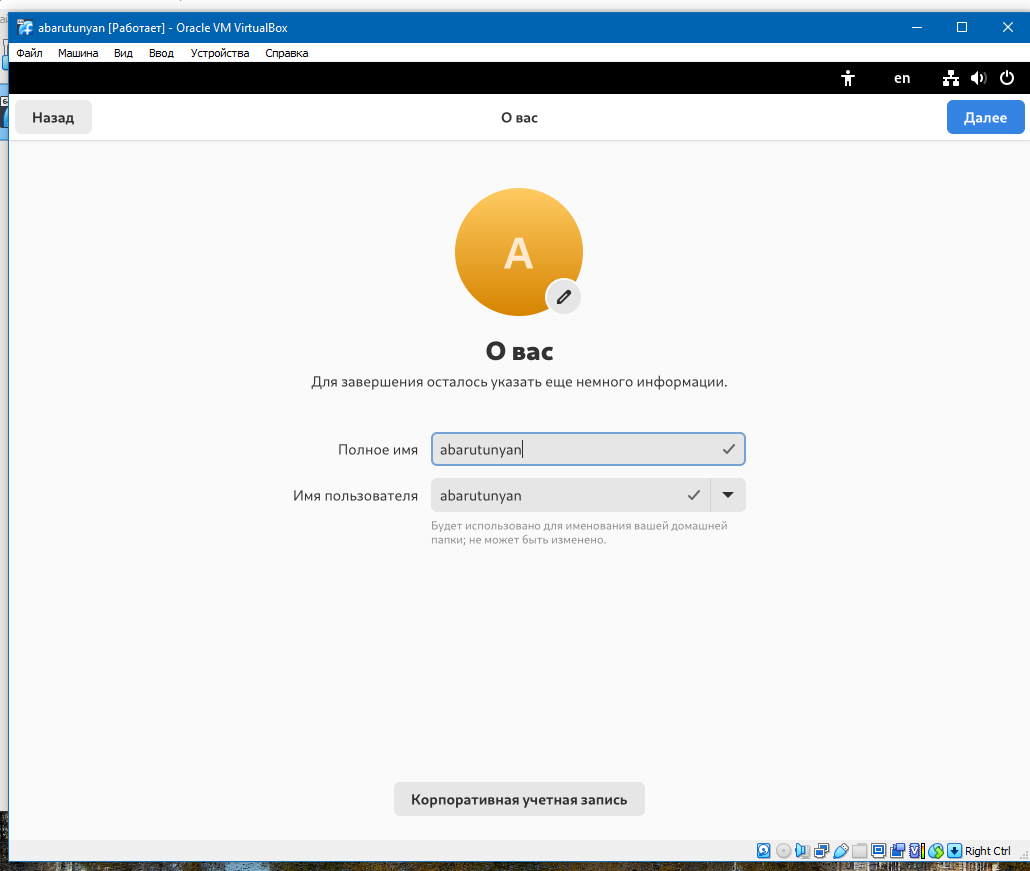 abarutunyan [Работает] - Oracle VM VirtualBox
Файл Машина Вид Ввод Устройства Справка
en
Назад О вас Далее
A
О вас
Для завершения осталось указать еще немного информации.
Полное имя abarutunyan
Имя пользователя abarutunyan
Будет использовано для именования вашей домашней
папки; не может быть изменено.
Корпоративная учетная запись
Right Ctrl